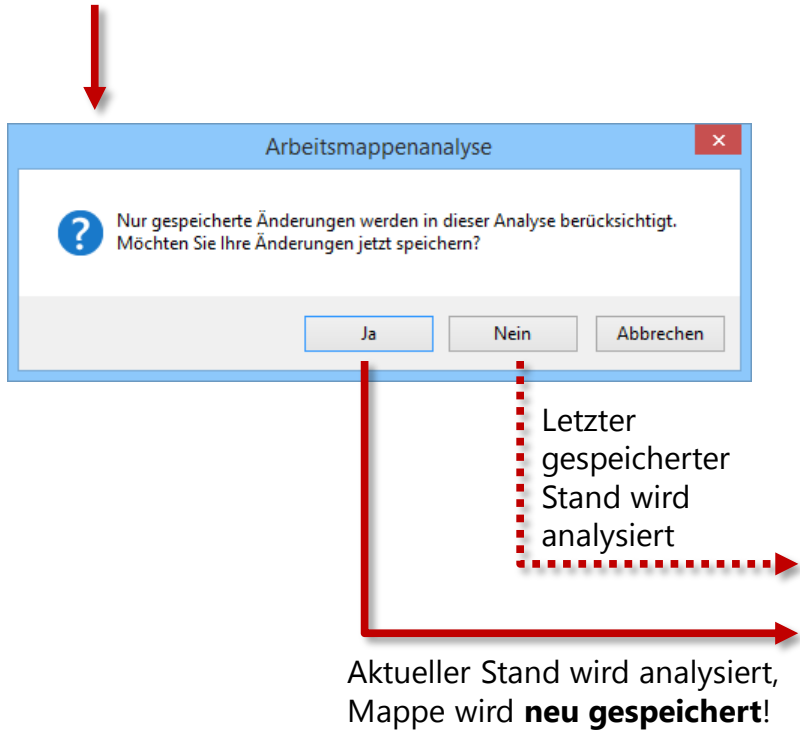 Arbeitsmappenanalyse
Nur gespeicherte Änderungen werden in dieser Analyse berücksichtigt.
Möchten Sie Ihre Änderungen jetzt speichern?
Ja
Nein
Abbrechen
Letzter
gespeicherter
Stand wird
analysiert
Aktueller Stand wird analysiert,
Mappe wird neu gespeichert!